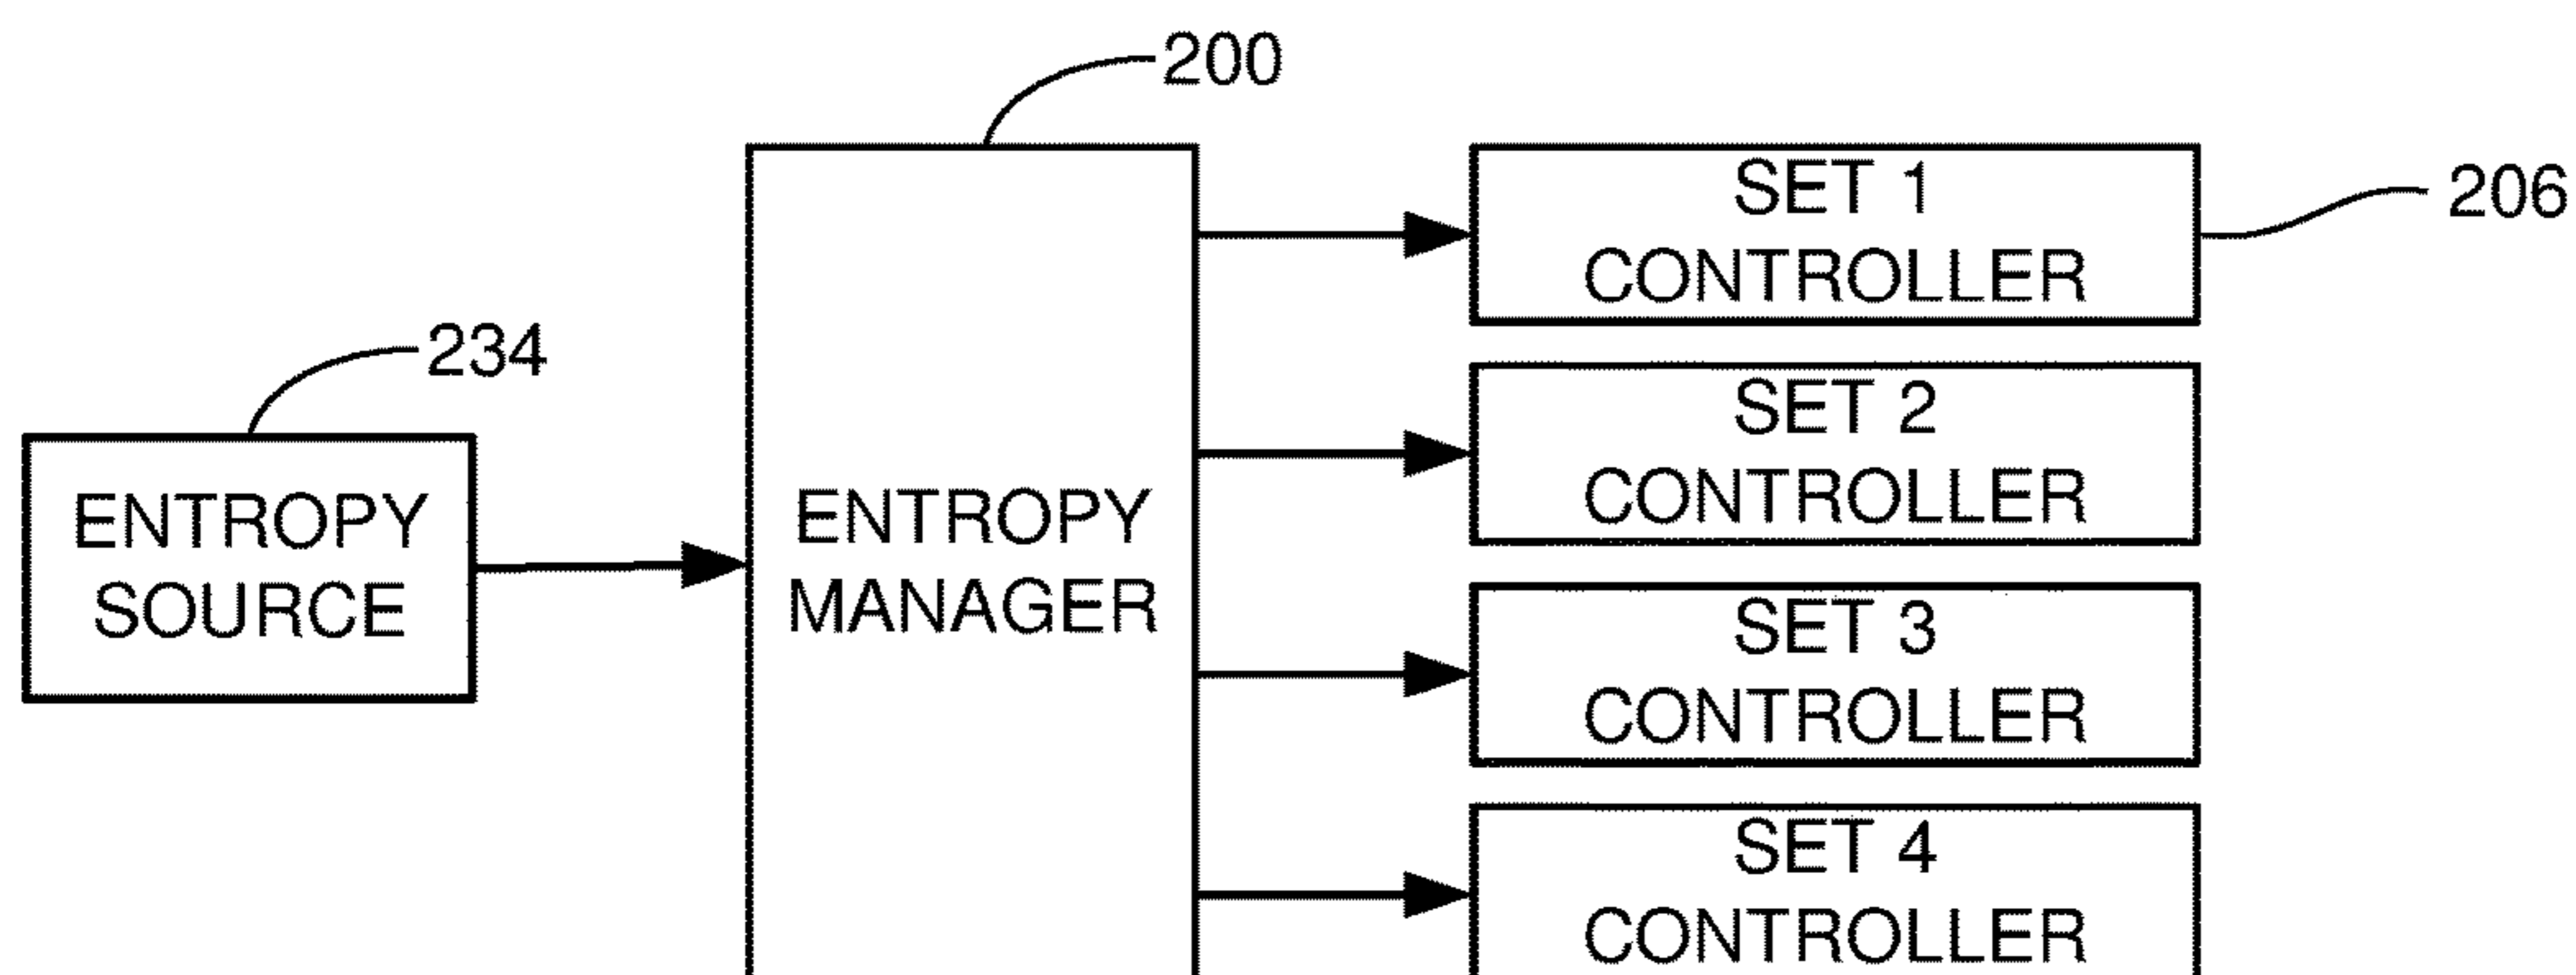 200
SET 1
CONTROLLER
206
234
SET 2
CONTROLLER
ENTROPY
SOURCE
ENTROPY
MANAGER
SET 3
CONTROLLER
SET 4
CONTROLLER